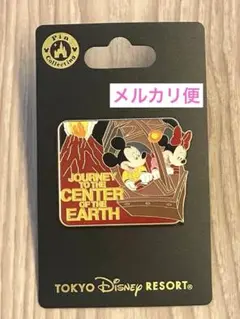 Pin
Collection
メルカリ便
JOURNEY
TO THE
CENTER
OF THE
EARTH
TOKYO Disney RESORT®